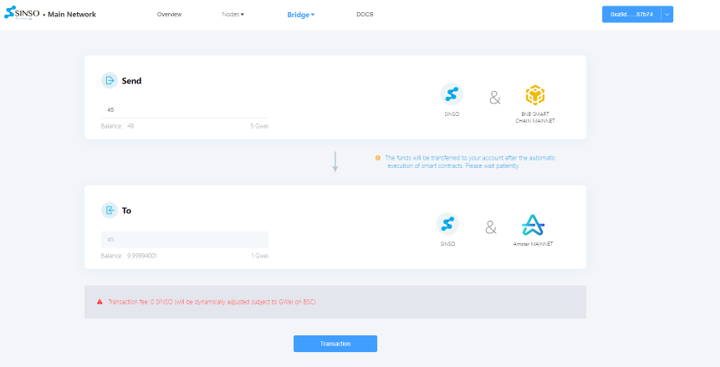 SINSO • Main Network
Overview
Nodes
Bridge
DOCS
Send
45
Balance: 48
5 Gwei
SINSO
&
BNB SMART
CHAIN MAINNET
The funds will be transferred to your account after the automatic
execution of smart contracts. Please wait patiently.
To
45
Balance: 9.99994001
1 Gwei
SINSO
&
Amstar MAINNET
Transaction fee: 0 SINSO (will be dynamically adjusted subject to GWei on BSC)
Transaction